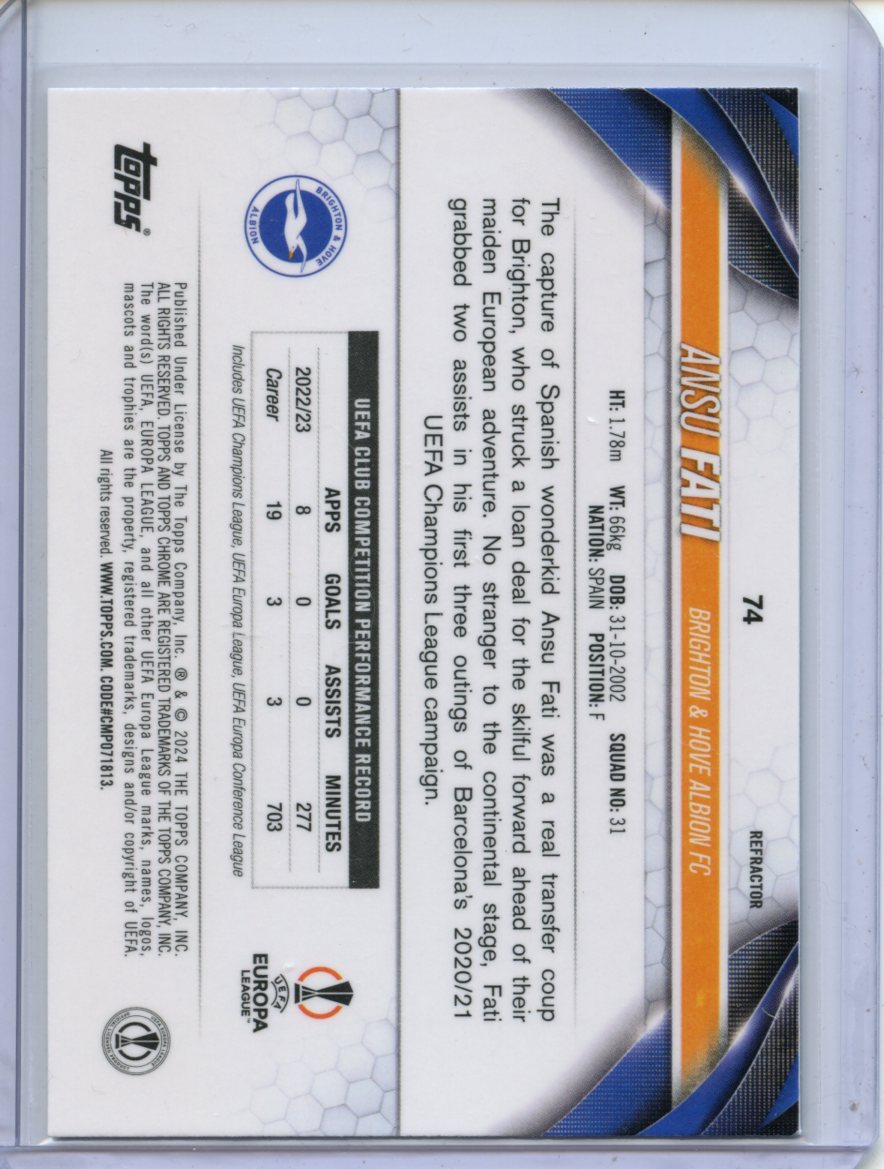 74
REFRACTOR
ANSU FATI BRIGHTON & HOVE ALBION FC
HT: 1.78m WT: 66kg DOB: 31-10-2002 SQUAD NO: 31
NATION: SPAIN POSITION: F
The capture of Spanish wonderkid Ansu Fati was a real transfer coup
for Brighton, who struck a loan deal for the skilful forward ahead of their
maiden European adventure. No stranger to the continental stage, Fati
grabbed two assists in his first three outings of Barcelona's 2020/21
UEFA Champions League campaign.
BRIGHTON & HOVE
ALBION
UEFA CLUB COMPETITION PERFORMANCE RECORD
APPS GOALS ASSISTS MINUTES
2022/23 8 0 0 277
Career 19 3 3 703
Includes UEFA Champions League, UEFA Europa League, UEFA Europa Conference League
UEFA
EUROPA
LEAGUE™
topps®
Published Under License by The Topps Company, Inc. ® & © 2024 THE TOPPS COMPANY, INC.
ALL RIGHTS RESERVED. TOPPS AND TOPPS CHROME ARE REGISTERED TRADEMARKS OF THE TOPPS COMPANY, INC.
The word(s) UEFA, EUROPA LEAGUE, and all other UEFA Europa League marks, names, logos,
mascots and trophies are the property, registered trademarks, designs and/or copyright of UEFA.
All rights reserved. WWW.TOPPS.COM. CODE#CMP071813.